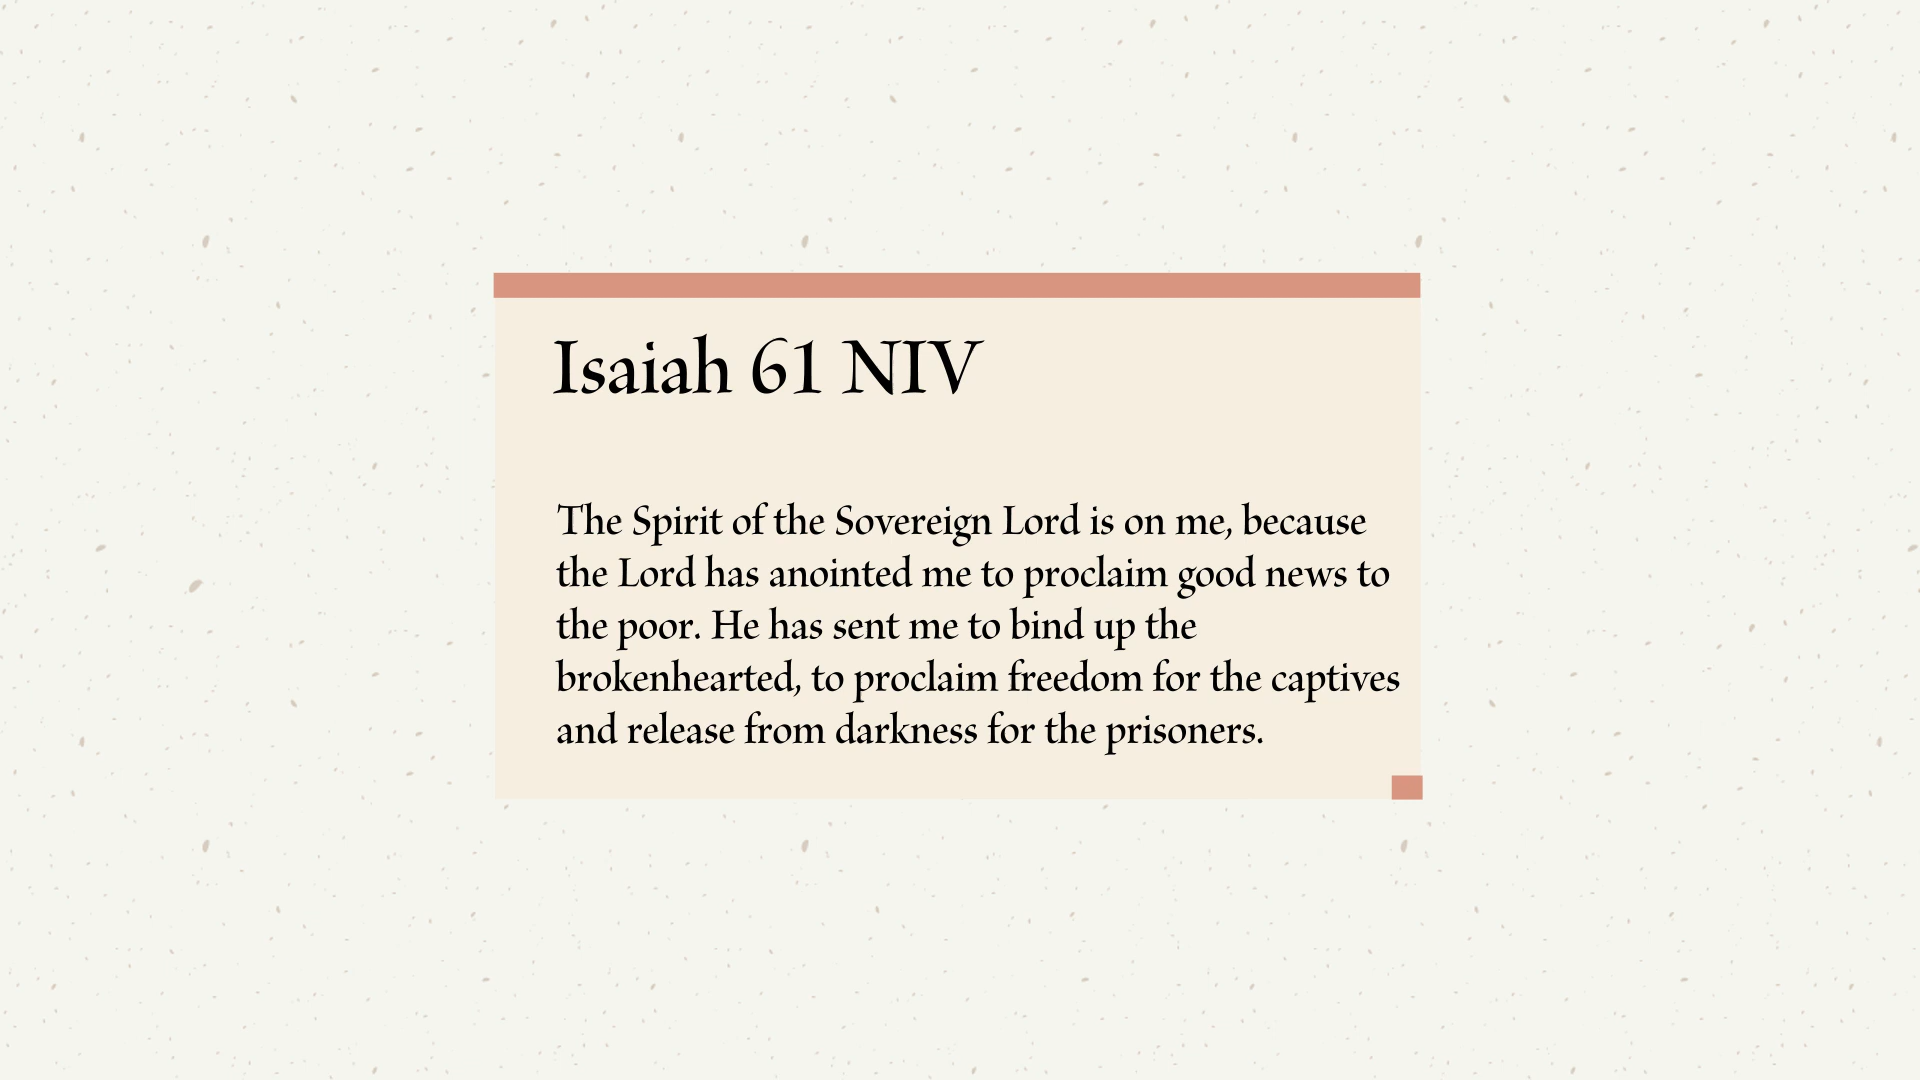 Isaiah 61 NIV
The Spirit of the Sovereign Lord is on me, because
the Lord has anointed me to proclaim good news to
the poor. He has sent me to bind up the
brokenhearted, to proclaim freedom for the captives
and release from darkness for the prisoners.